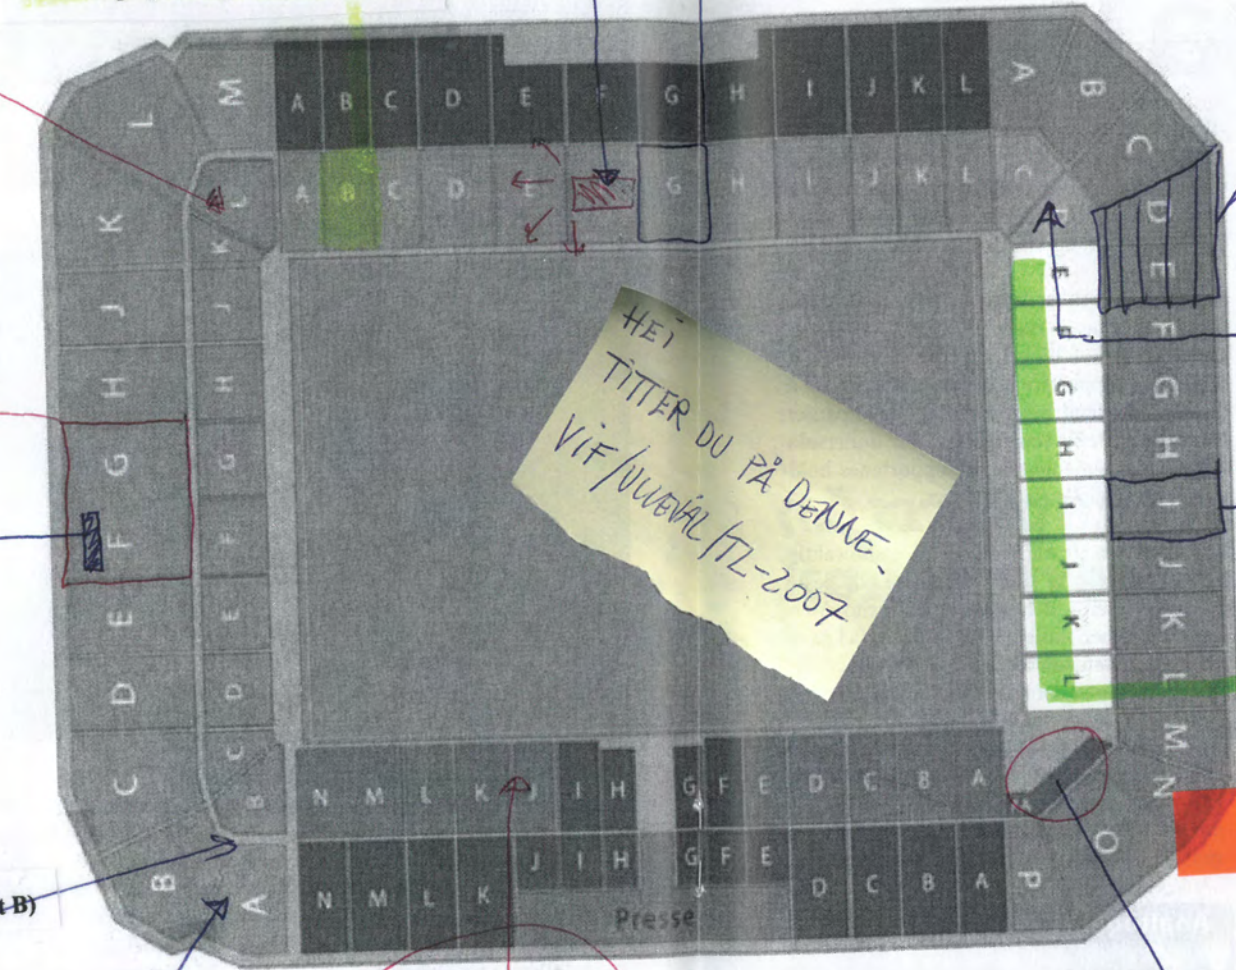 M A B C D E F G H I J K L A B
L C
A B C D E G H I J K L C
D
K K E D
E
J J F F
H H G G
G G H H
F F I I
J J
E E K K
D D L L
C C M
N
B N M L K J I H G F E D C B A
O
B A N M L K J I H G F E D C B A P
Presse
t B)
HEI
TITTER DU PÅ DENNE.
VIF/ULLEVÅL/TL-2007